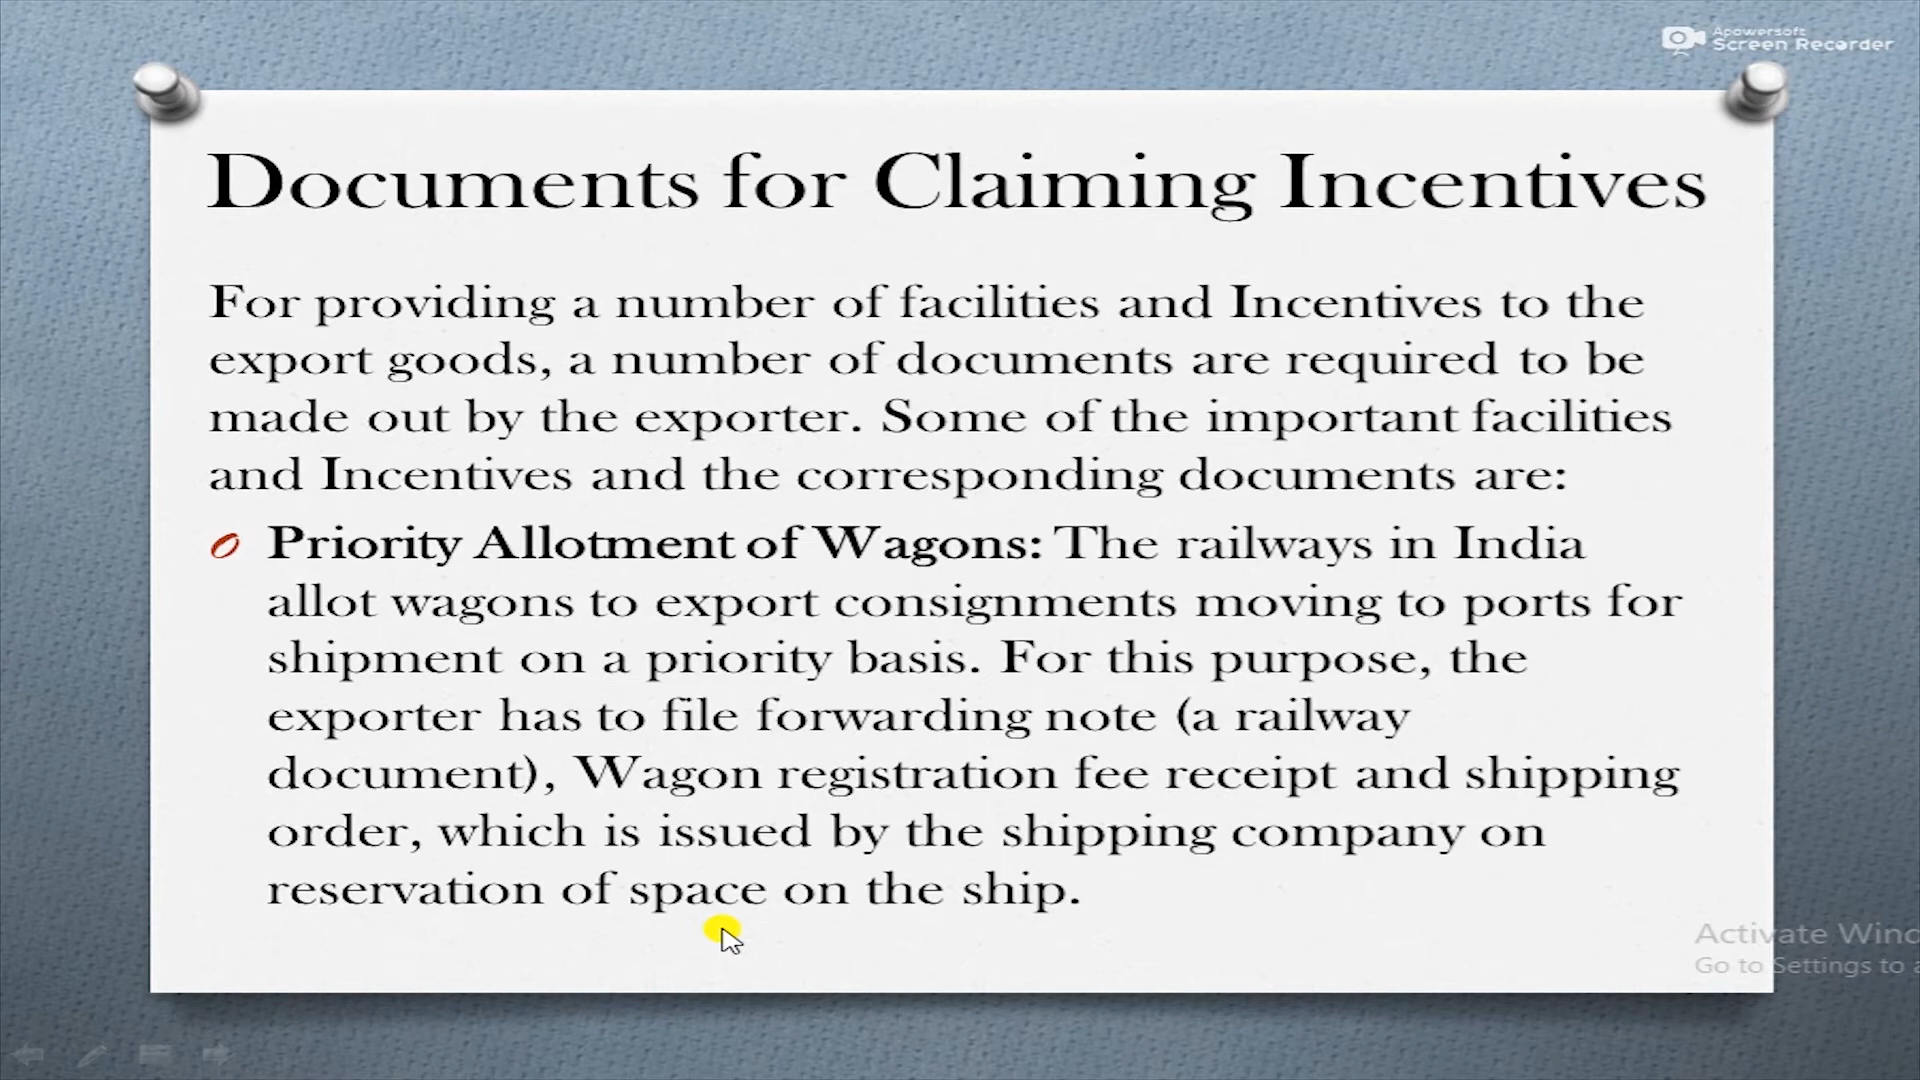 Apowersoft
Screen Recorder
Documents for Claiming Incentives
For providing a number of facilities and Incentives to the
export goods, a number of documents are required to be
made out by the exporter. Some of the important facilities
and Incentives and the corresponding documents are:
Priority Allotment of Wagons: The railways in India
allot wagons to export consignments moving to ports for
shipment on a priority basis. For this purpose, the
exporter has to file forwarding note (a railway
document), Wagon registration fee receipt and shipping
order, which is issued by the shipping company on
reservation of space on the ship.
Activate Wind
Go to Settings to a